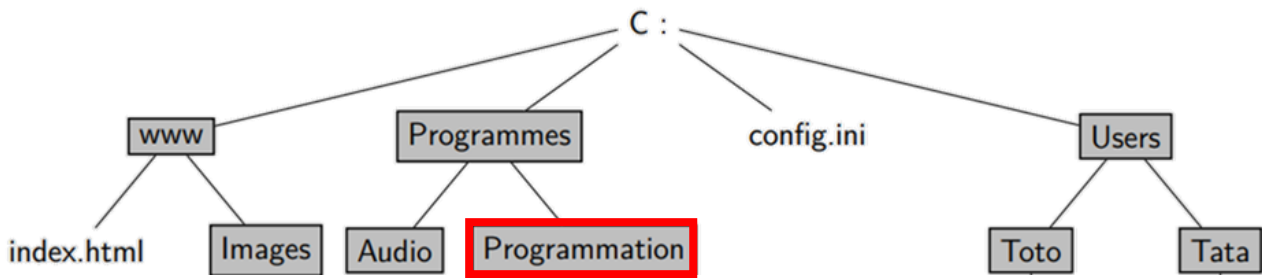 C :
www
Programmes
config.ini
Users
index.html
Images
Audio
Programmation
Toto
Tata